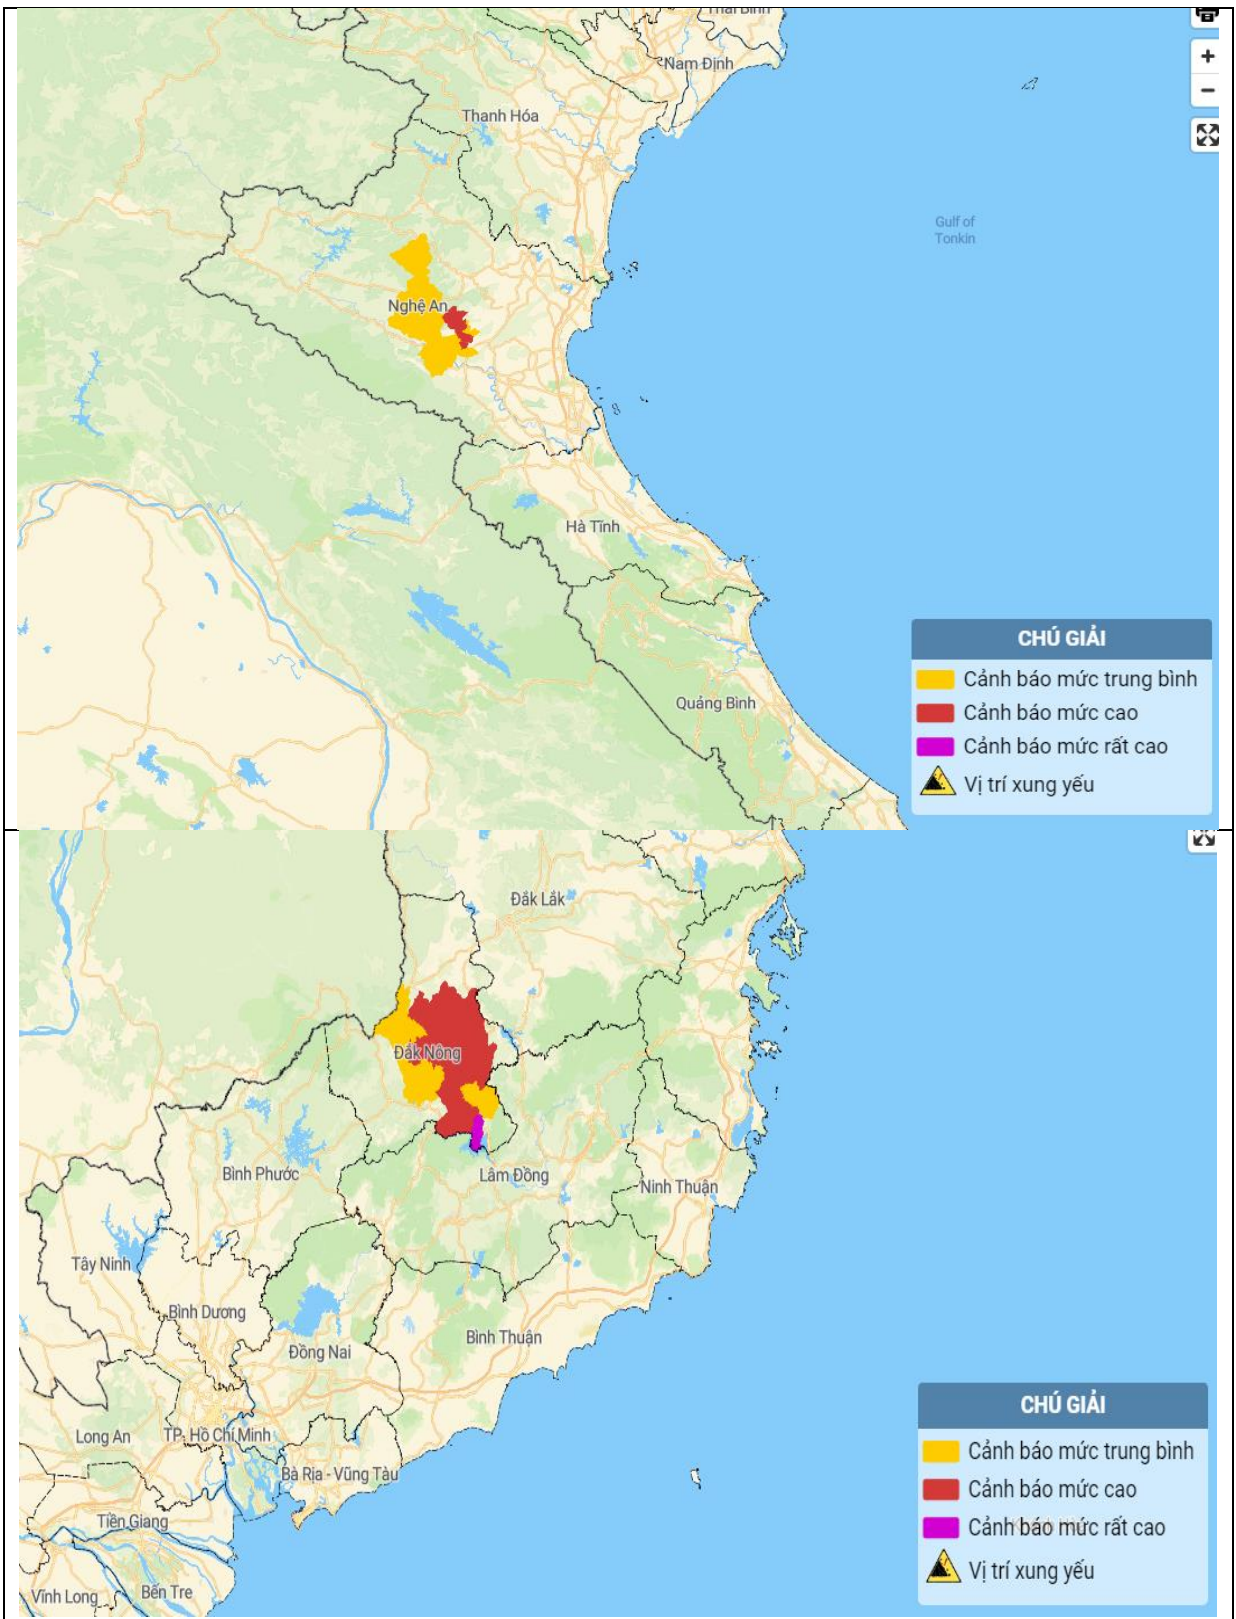 Thái Bình
Nam Định
+
−
Thanh Hóa
Gulf of
Tonkin
Nghệ An
Hà Tĩnh
Quảng Bình
CHÚ GIẢI
Cảnh báo mức trung bình
Cảnh báo mức cao
Cảnh báo mức rất cao
Vị trí xung yếu
Đắk Lắk
Đắk Nông
Bình Phước
Lâm Đồng
Ninh Thuận
Tây Ninh
Bình Dương
Bình Thuận
Đồng Nai
Long An
TP. Hồ Chí Minh
Bà Rịa - Vũng Tàu
Tiền Giang
Vĩnh Long
Bến Tre
CHÚ GIẢI
Cảnh báo mức trung bình
Cảnh báo mức cao
Cảnh báo mức rất cao
Vị trí xung yếu